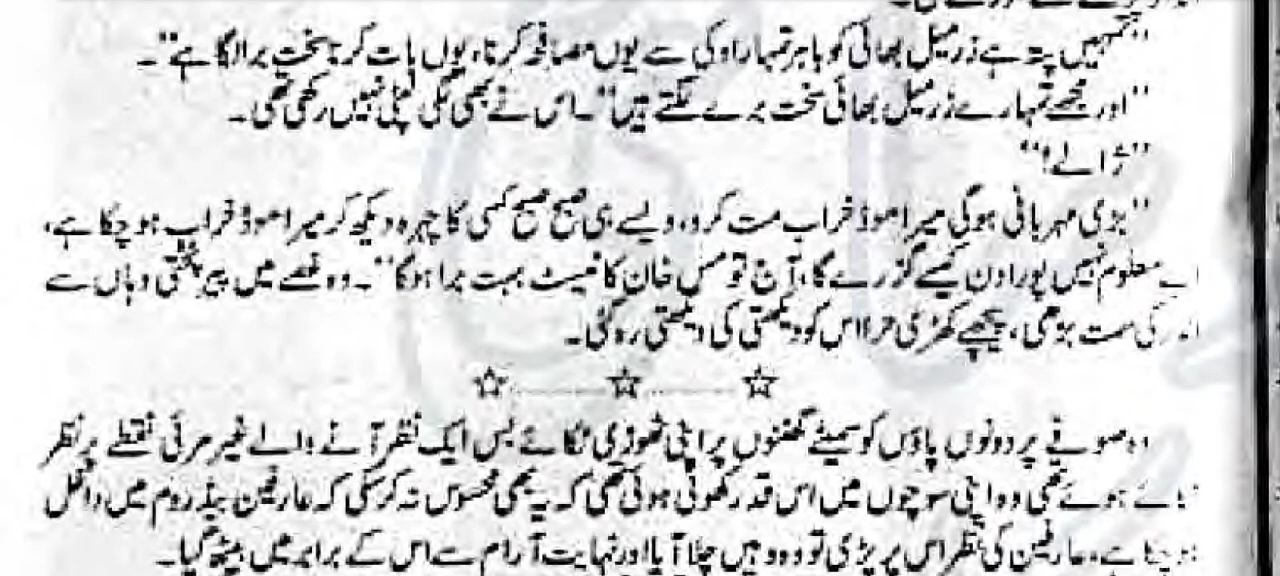 "تمہیں پتہ ہے زرمیل بھائی کو باہر تمہارا وکی سے یوں مصافحہ کرنا، یوں بات کرنا سخت برا لگا ہے"۔
"اور مجھے تمہارے زرمیل بھائی سخت برے لگتے ہیں"۔ اس نے بھی لگی لپٹی نہیں رکھی تھی۔
"ژالے!"
"بڑی مہربانی ہوگی میرا موڈ خراب مت کرو، ویسے ہی صبح صبح کسی کا چہرہ دیکھ کر میرا موڈ خراب ہو چکا ہے،
معلوم نہیں پورا دن کیسے گزرے گا، آج تو مس خان کا ٹیسٹ بہت برا ہوگا"۔ وہ غصے میں پیر پٹختی وہاں سے
اندر کی سمت بڑھی، پیچھے کھڑی حرا اس کو دیکھتی کی دیکھتی رہ گئی۔
☆.........☆.........☆
وہ صوفے پر دونوں پاؤں کو سمیٹے گھٹنوں پر اپنی ٹھوڑی ٹکائے بس ایک نظر آنے والے غیر مرئی نقطے پر نظر
ہوئے تھی وہ اپنی سوچوں میں اس قدر کھوئی ہوئی تھی کہ یہ بھی محسوس نہ کر سکی کہ عارفین بیڈ روم میں داخل
ہو چکا ہے، عارفین کی نظر اس پر پڑی تو وہ وہیں چلا آیا اور نہایت آرام سے اس کے برابر میں بیٹھ گیا۔